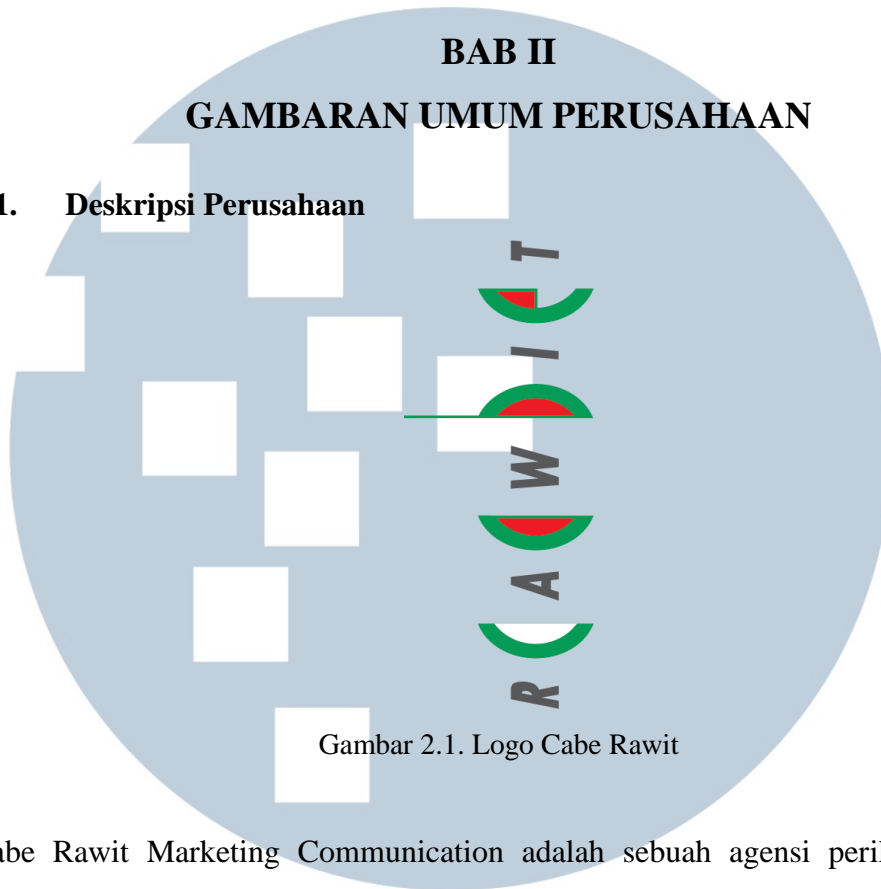 BAB II
GAMBARAN UMUM PERUSAHAAN
1. Deskripsi Perusahaan
R A W I T
Gambar 2.1. Logo Cabe Rawit
abe Rawit Marketing Communication adalah sebuah agensi